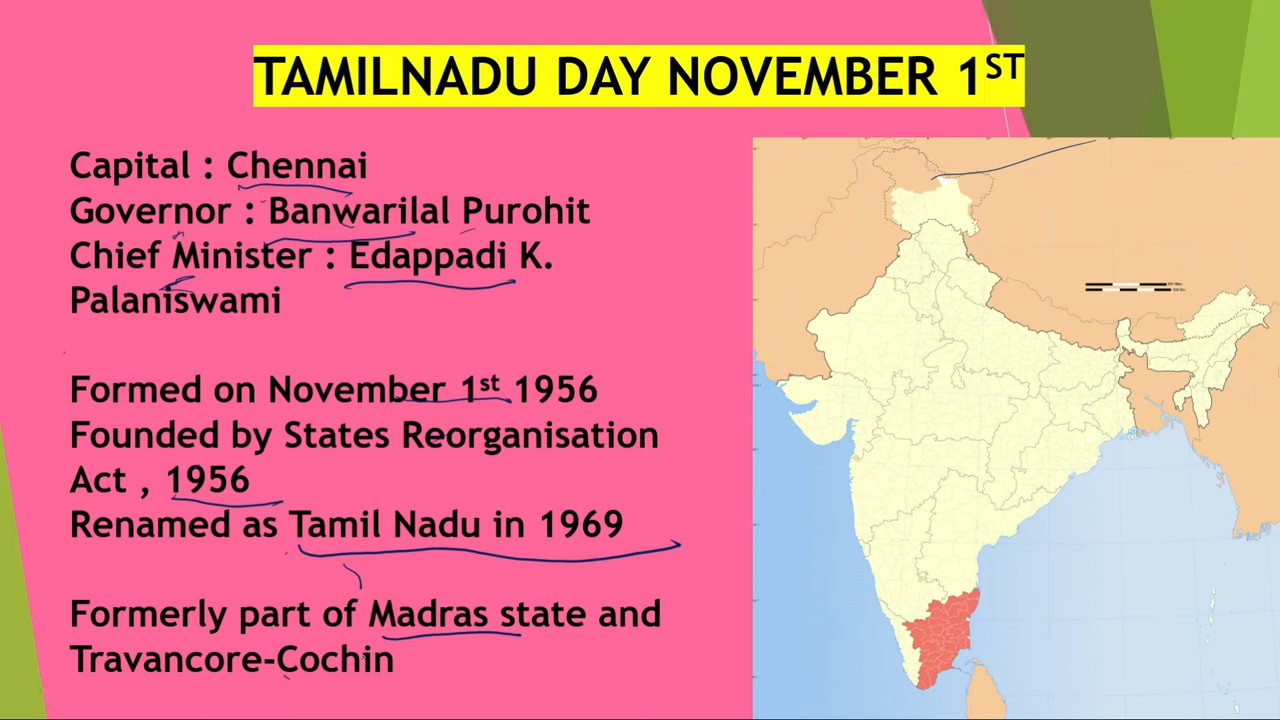 TAMILNADU DAY NOVEMBER 1ST
Capital : Chennai
Governor : Banwarilal Purohit
Chief Minister : Edappadi K.
Palaniswami
Formed on November 1st 1956
Founded by States Reorganisation
Act , 1956
Renamed as Tamil Nadu in 1969
Formerly part of Madras state and
Travancore-Cochin